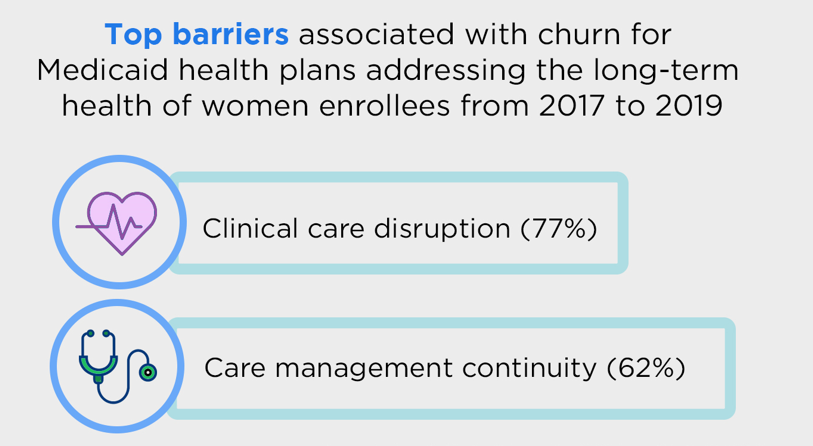 Top barriers associated with churn for
Medicaid health plans addressing the long-term
health of women enrollees from 2017 to 2019
Clinical care disruption (77%)
Care management continuity (62%)